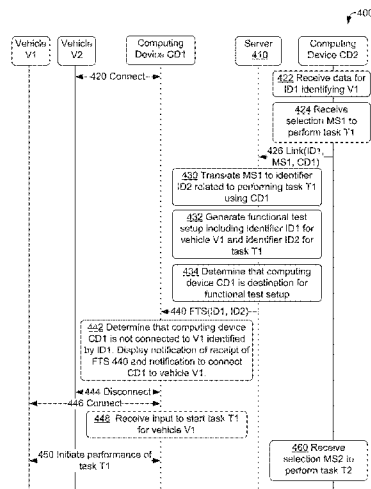 400
Vehicle V1
Vehicle V2
Computing Device CD1
Server 410
Computing Device CD2
420 Connect
422 Receive data for
ID1 identifying V1
424 Receive
selection MS1 to
perform task T1
426 Link(ID1,
MS1, CD1)
430 Translate MS1 to identifier
ID2 related to performing task T1
using CD1
432 Generate functional test
setup including identifier ID1 for
vehicle V1 and identifier ID2 for
task T1
434 Determine that computing
device CD1 is destination for
functional test setup
440 FTS(ID1, ID2)
442 Determine that computing device
CD1 is not connected to V1 identified
by ID1. Display notification of receipt of
FTS 440 and notification to connect
CD1 to vehicle V1.
444 Disconnect
446 Connect
448 Receive input to start task T1
for vehicle V1
450 Initiate performance of
task T1
460 Receive
selection MS2 to
perform task T2